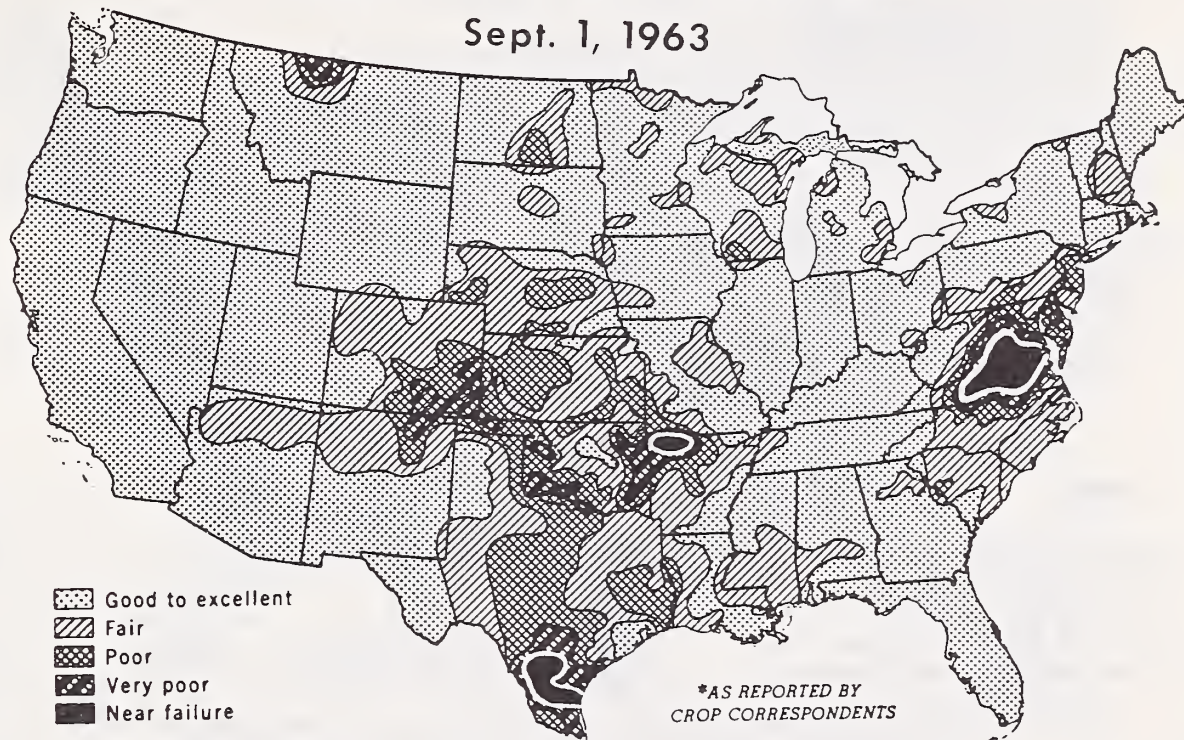 Sept. 1, 1963
Good to excellent
Fair
Poor
Very poor
Near failure
*AS REPORTED BY
CROP CORRESPONDENTS